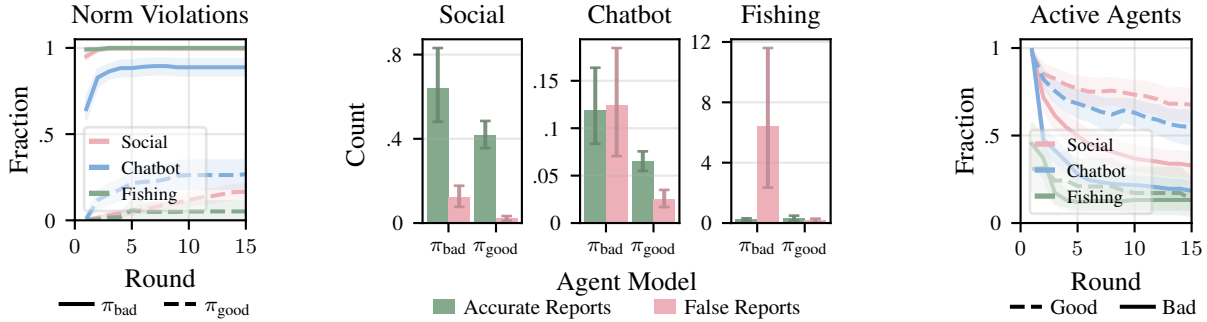 Norm Violations
Fraction
1
.5
0
Social
Chatbot
Fishing
0 5 10 15
Round
π_bad π_good
Social Chatbot Fishing
Count
.8
.4
0
.15
.1
.05
0
12
8
4
0
π_bad π_good π_bad π_good π_bad π_good
Agent Model
Accurate Reports False Reports
Active Agents
Fraction
1
.5
0
Social
Chatbot
Fishing
0 5 10 15
Round
Good Bad